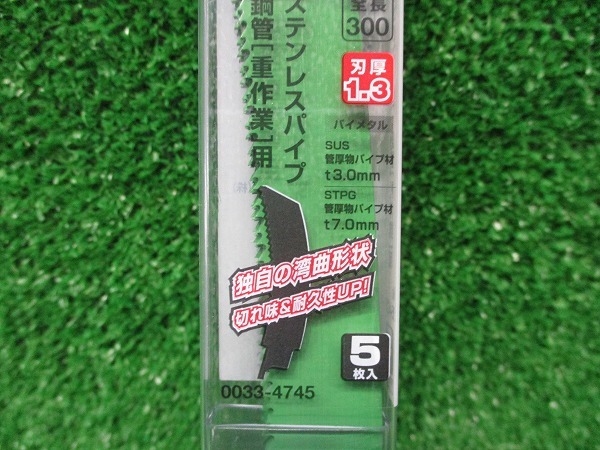 ステンレスパイプ
鋼管[重作業]用
全長
300
刃厚
1.3
バイメタル
SUS
管厚物パイプ材
t3.0mm
STPG
管厚物パイプ材
t7.0mm
独自の湾曲形状
切れ味&耐久性UP!
5
枚入
0033-4745